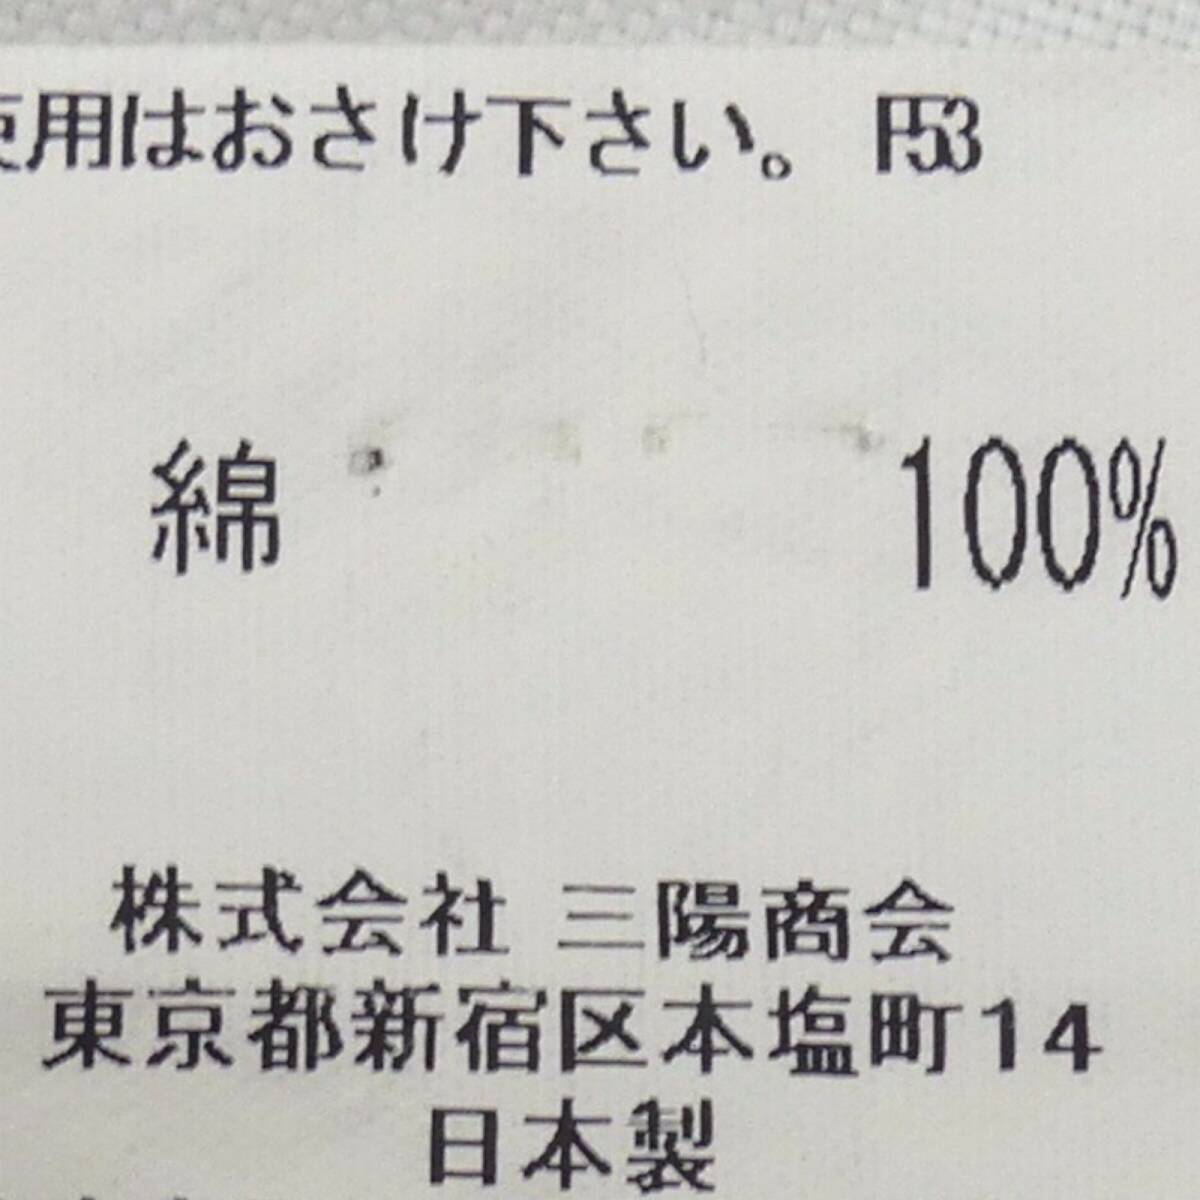 使用はおさけ下さい。 F53
綿 100%
株式会社 三陽商会
東京都新宿区本塩町14
日本製